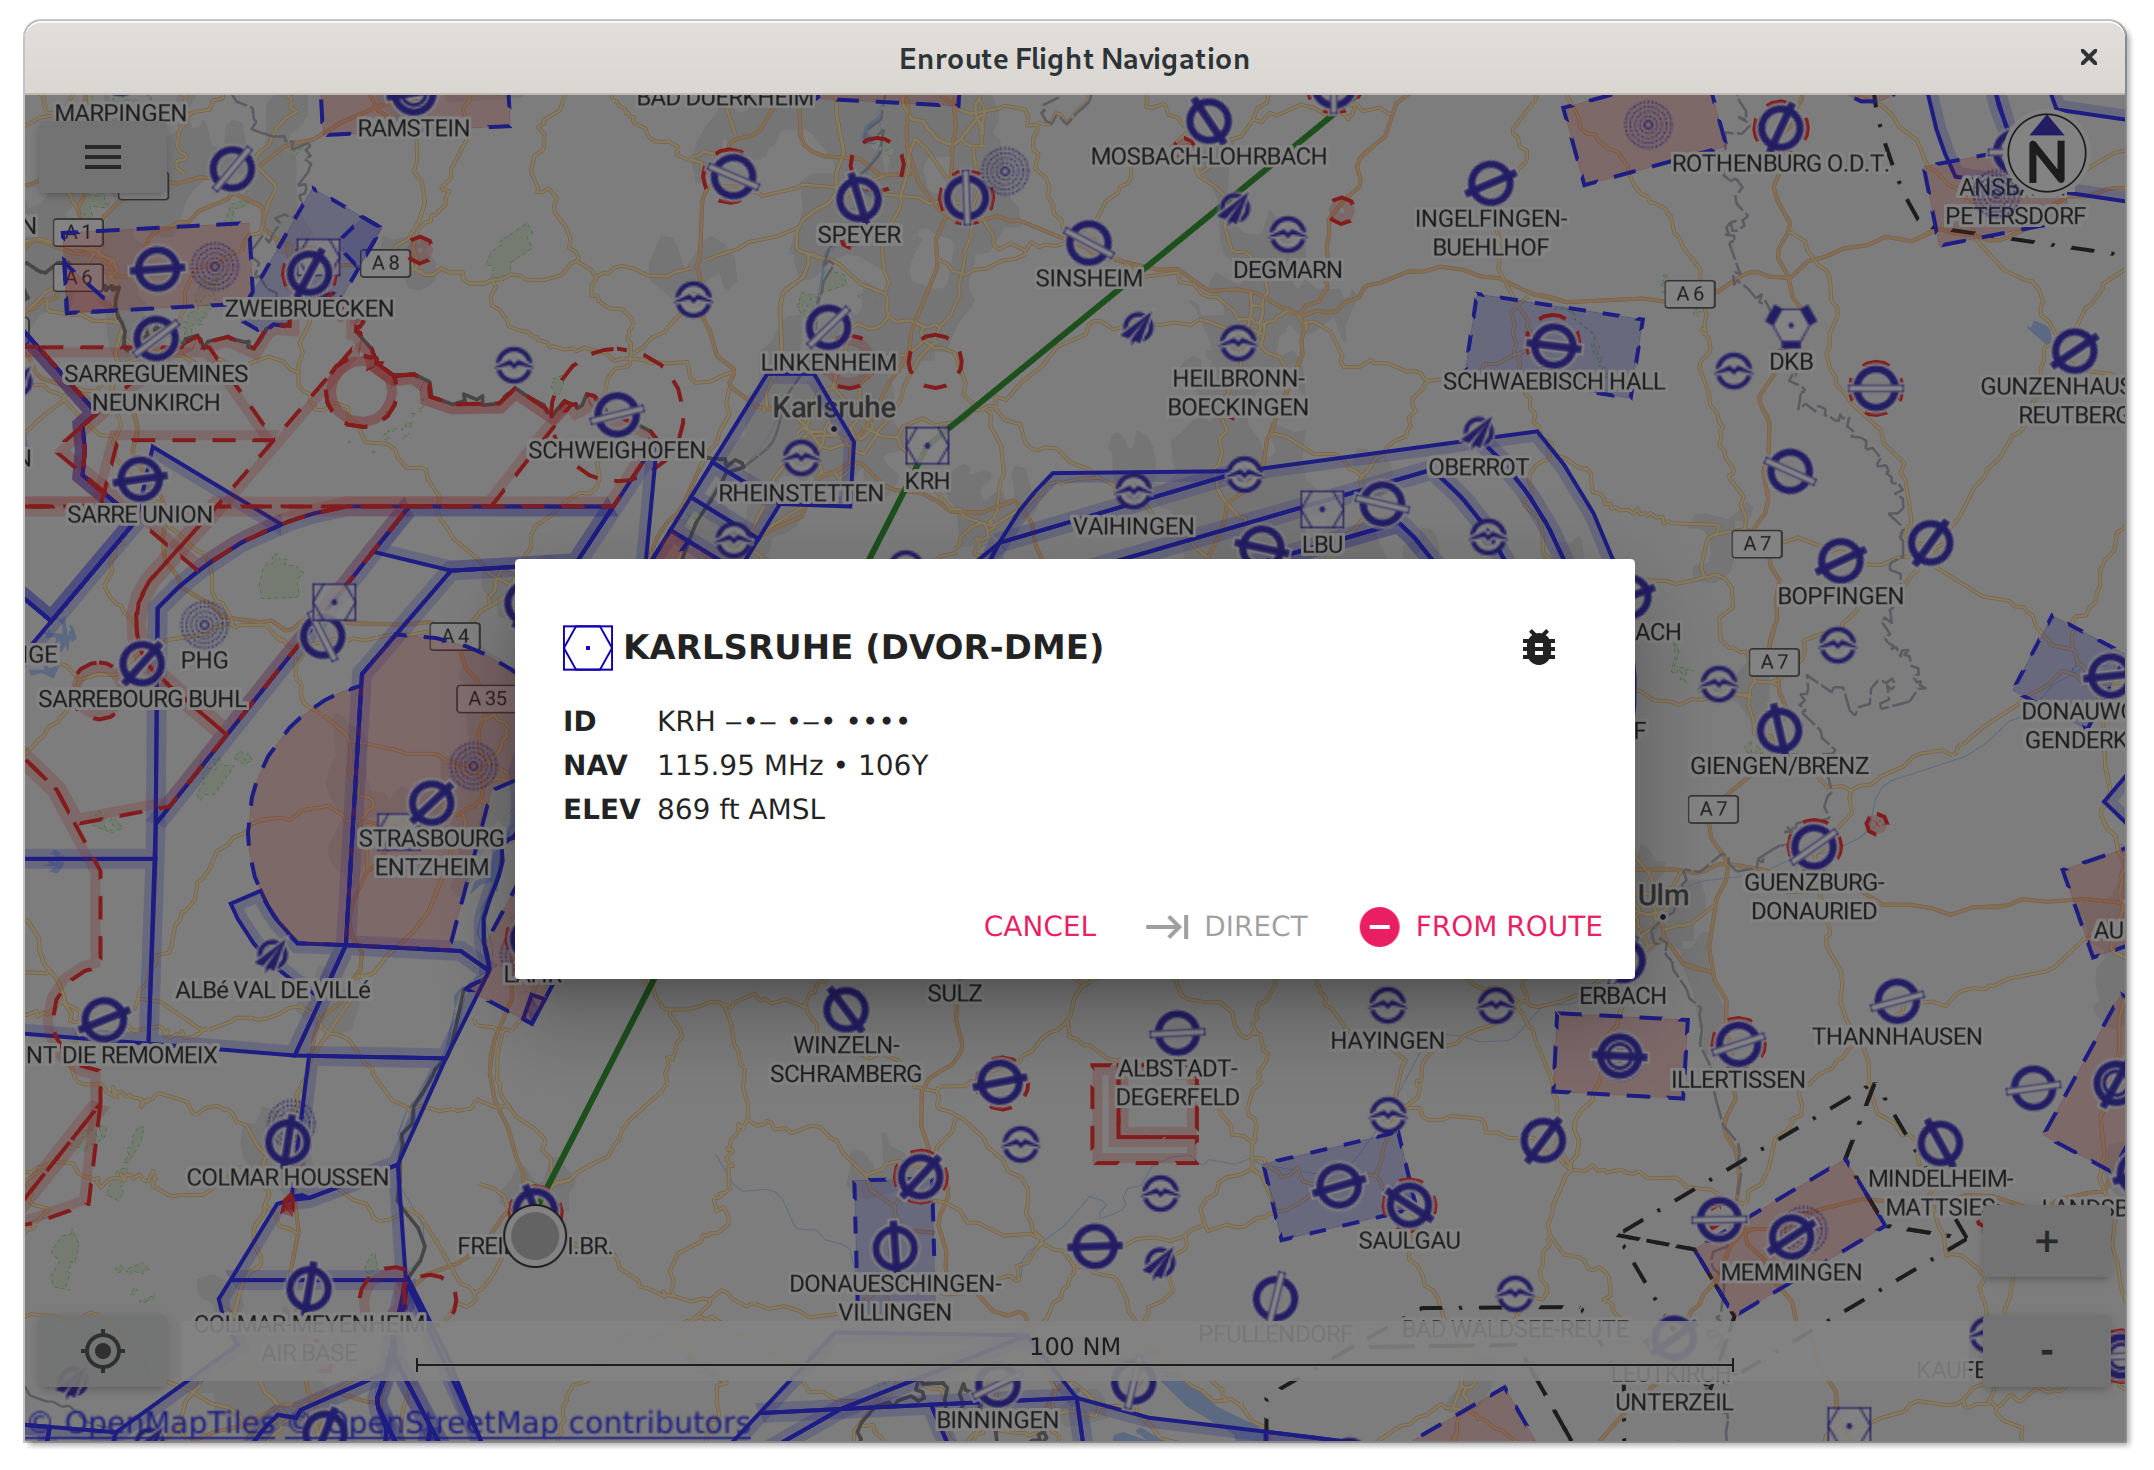 Enroute Flight Navigation
MARPINGEN
BAD DUERKHEIM
RAMSTEIN
MOSBACH-LOHRBACH
ROTHENBURG O.D.T.
N
PETERSDORF
INGELFINGEN-
BUEHLHOF
SPEYER
A 1
A 6
A 8
SINSHEIM
DEGMARN
A 6
ZWEIBRUECKEN
LINKENHEIM
DKB
SARREGUEMINES
NEUNKIRCH
HEILBRONN-
BOECKINGEN
SCHWAEBISCH HALL
GUNZENHAUS
REUTBERG
Karlsruhe
SCHWEIGHOFEN
KRH
OBERROT
RHEINSTETTEN
SARRE UNION
VAIHINGEN
LBU
A 7
BOPFINGEN
ACH
A 4
IGE
PHG
A 7
KARLSRUHE (DVOR-DME)
SARREBOURG BUHL
A 35
ID KRH –•– •–• ••••
DONAUWO
GENDERK
F
NAV 115.95 MHz • 106Y
GIENGEN/BRENZ
ELEV 869 ft AMSL
A 7
STRASBOURG
ENTZHEIM
GUENZBURG-
DONAURIED
Ulm
AU
CANCEL
DIRECT
FROM ROUTE
ALBé VAL DE VILLé
SULZ
ERBACH
NT DIE REMOMEIX
WINZELN-
SCHRAMBERG
HAYINGEN
THANNHAUSEN
ALBSTADT-
DEGERFELD
ILLERTISSEN
COLMAR HOUSSEN
MINDELHEIM-
MATTSIES
LANDSB
FREI I.BR.
SAULGAU
+
MEMMINGEN
DONAUESCHINGEN-
VILLINGEN
COLMAR-MEYENHEIM
AIR BASE
PFULLENDORF
BAD WALDSEE-REUTE
100 NM
-
LEUTKIRCH
UNTERZEIL
KAUFE
BINNINGEN
© OpenMapTiles © OpenStreetMap contributors